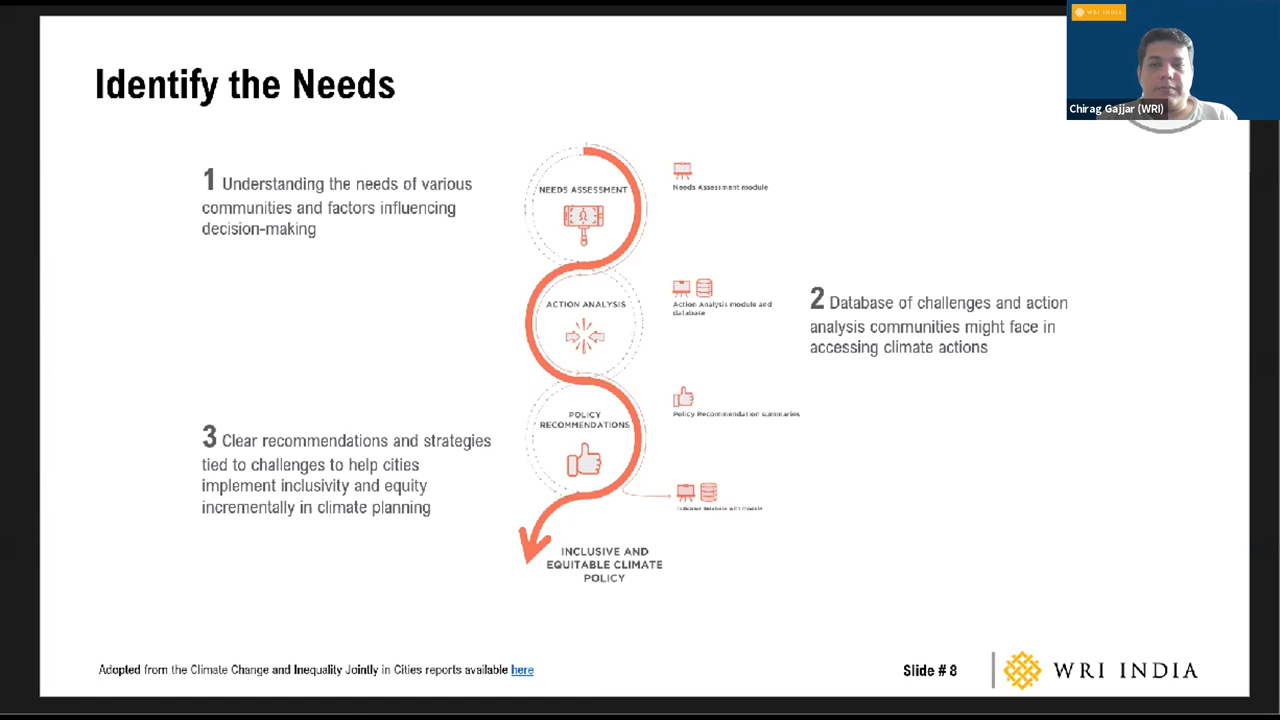 WRI INDIA
Chirag Gajjar (WRI)
Identify the Needs
1 Understanding the needs of various
communities and factors influencing
decision-making
NEEDS ASSESSMENT
Needs Assessment module
ACTION ANALYSIS
Action Analysis module and
database
2 Database of challenges and action
analysis communities might face in
accessing climate actions
POLICY
RECOMMENDATIONS
Policy Recommendation summaries
3 Clear recommendations and strategies
tied to challenges to help cities
implement inclusivity and equity
incrementally in climate planning
Indicator database with module
INCLUSIVE AND
EQUITABLE CLIMATE
POLICY
Adopted from the Climate Change and Inequality Jointly in Cities reports available here
Slide # 8
WRI INDIA